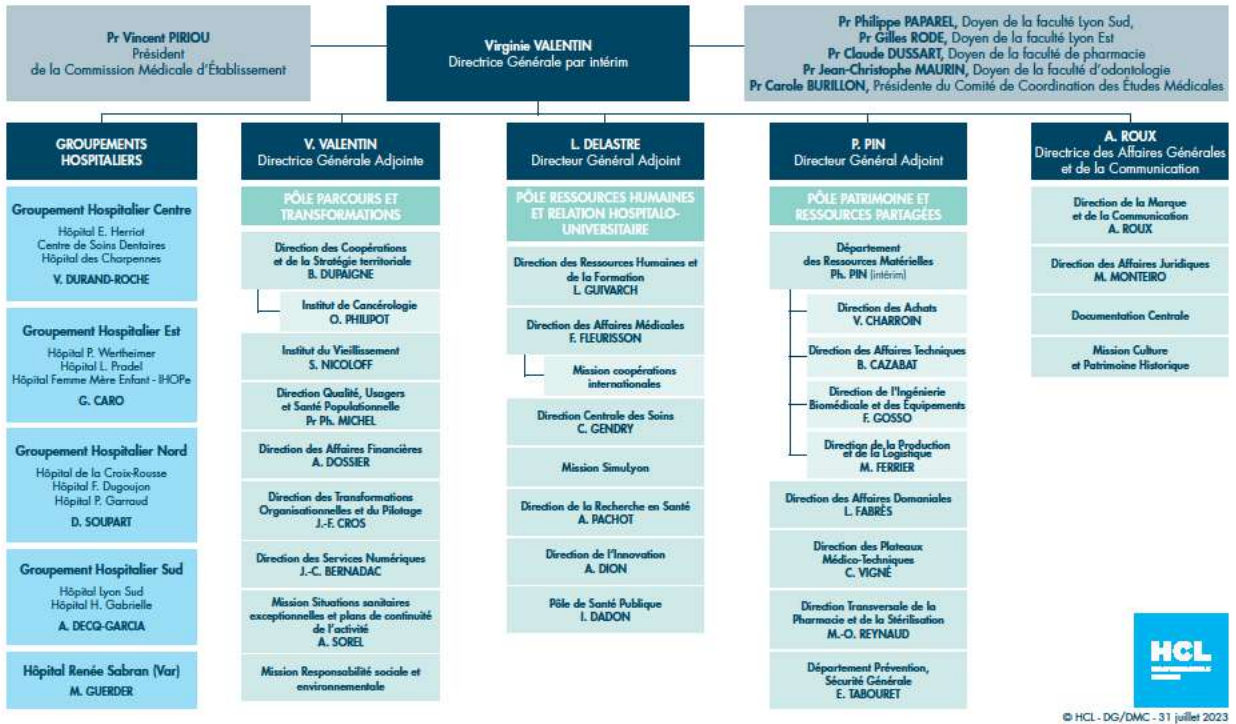 Pr Vincent PIRIOU
Président
de la Commission Médicale d'Établissement
Virginie VALENTIN
Directrice Générale par intérim
Pr Philippe PAPAREL, Doyen de la faculté Lyon Sud,
Pr Gilles RODE, Doyen de la faculté Lyon Est
Pr Claude DUSSART, Doyen de la faculté de pharmacie
Pr Jean-Christophe MAURIN, Doyen de la faculté d'odontologie
Pr Carole BURILLON, Présidente du Comité de Coordination des Études Médicales
GROUPEMENTS
HOSPITALIERS
Groupement Hospitalier Centre
Hôpital E. Herriot
Centre de Soins Dentaires
Hôpital des Charpennes
V. DURAND-ROCHE
Groupement Hospitalier Est
Hôpital P. Wertheimer
Hôpital L. Pradel
Hôpital Femme Mère Enfant - IHOPe
G. CARO
Groupement Hospitalier Nord
Hôpital de la Croix-Rousse
Hôpital F. Dugoujon
Hôpital P. Garraud
D. SOUPART
Groupement Hospitalier Sud
Hôpital Lyon Sud
Hôpital H. Gabrielle
A. DECQ-GARCIA
Hôpital Renée Sabran (Var)
M. GUERDER
V. VALENTIN
Directrice Générale Adjointe
PÔLE PARCOURS ET
TRANSFORMATIONS
Direction des Coopérations
et de la Stratégie territoriale
B. DUPAIGNE
Institut de Cancérologie
O. PHILIPOT
Institut du Vieillissement
S. NICOLOFF
Direction Qualité, Usagers
et Santé Populationnelle
Pr Ph. MICHEL
Direction des Affaires Financières
A. DOSSIER
Direction des Transformations
Organisationnelles et du Pilotage
J.-F. CROS
Direction des Services Numériques
J.-C. BERNADAC
Mission Situations sanitaires
exceptionnelles et plans de continuité
de l'activité
A. SOREL
Mission Responsabilité sociale et
environnementale
L. DELASTRE
Directeur Général Adjoint
PÔLE RESSOURCES HUMAINES
ET RELATION HOSPITALO-
UNIVERSITAIRE
Direction des Ressources Humaines et
de la Formation
L. GUIVARCH
Direction des Affaires Médicales
F. FLEURISSON
Mission coopérations
internationales
Direction Centrale des Soins
C. GENDRY
Mission SimuLyon
Direction de la Recherche en Santé
A. PACHOT
Direction de l'Innovation
A. DION
Pôle de Santé Publique
I. DADON
P. PIN
Directeur Général Adjoint
PÔLE PATRIMOINE ET
RESSOURCES PARTAGÉES
Département
des Ressources Matérielles
Ph. PIN (intérim)
Direction des Achats
V. CHARROIN
Direction des Affaires Techniques
B. CAZABAT
Direction de l'Ingénierie
Biomédicale et des Équipements
F. GOSSO
Direction de la Production
et de la Logistique
M. FERRIER
Direction des Affaires Domaniales
L. FABRÈS
Direction des Plateaux
Médico-Techniques
C. VIGNÉ
Direction Transversale de la
Pharmacie et de la Stérilisation
M.-O. REYNAUD
Département Prévention,
Sécurité Générale
E. TABOURET
A. ROUX
Directrice des Affaires Générales
et de la Communication
Direction de la Marque
et de la Communication
A. ROUX
Direction des Affaires Juridiques
M. MONTEIRO
Documentation Centrale
Mission Culture
et Patrimoine Historique
HCL
© HCL - DG/DMC - 31 juillet 2023